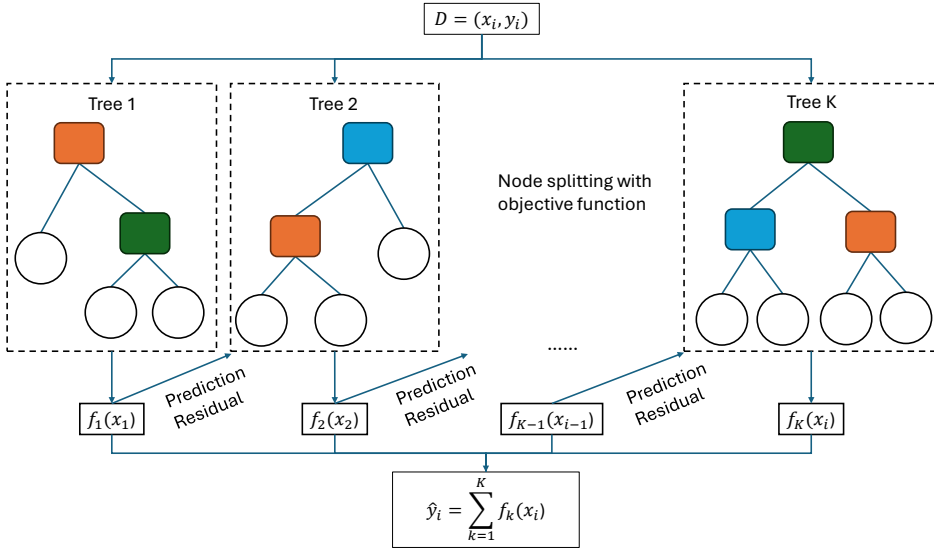 D = (x_i, y_i)
Tree 1
Tree 2
Tree K
Node splitting with
objective function
......
Prediction
Residual
Prediction
Residual
Prediction
Residual
f_1(x_1)
f_2(x_2)
f_{K−1}(x_{i−1})
f_K(x_i)
ŷ_i = \sum_{k=1}^{K} f_k(x_i)